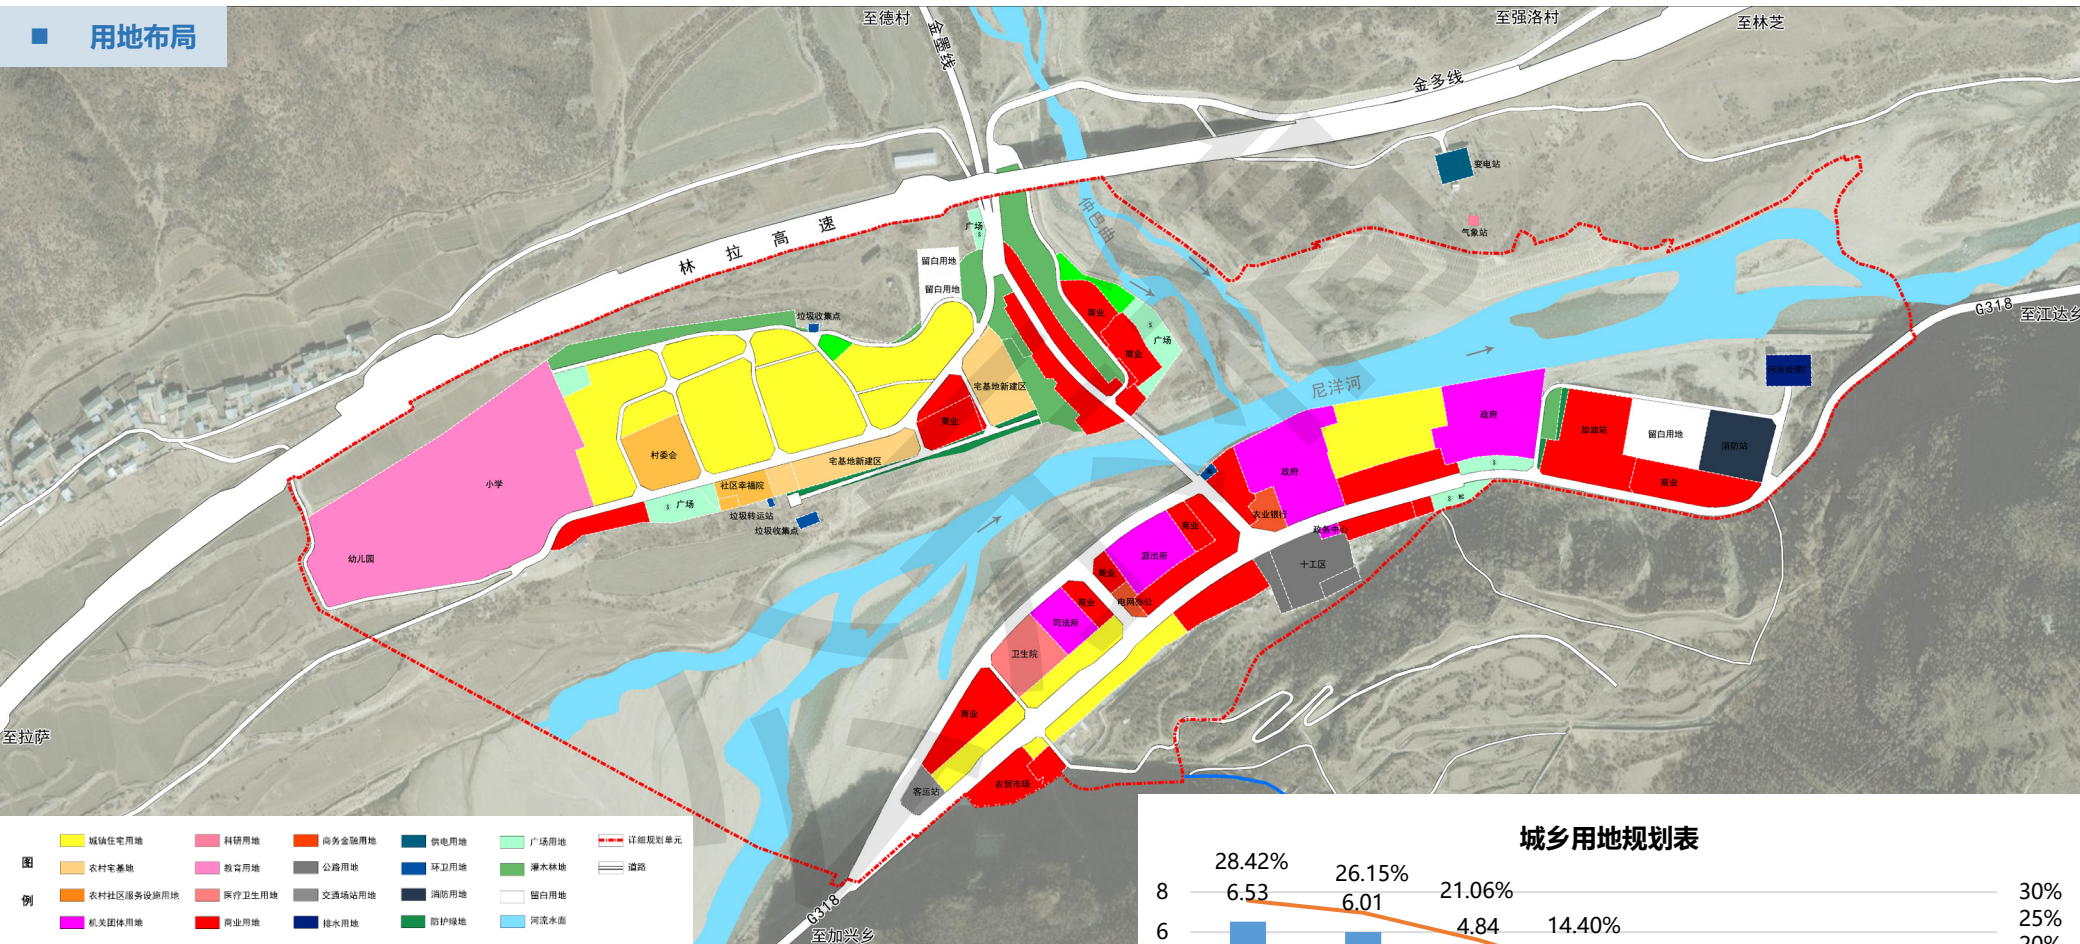 用地布局
至德村
金墨线
至强洛村
至林芝
金多线
变电站
气象站
林拉高速
广场
留白用地
留白用地
垃圾收集点
商业
商业
广场
宅基地新建区
商业
宅基地新建区
村委会
小学
幼儿园
社区幸福院
广场
垃圾转运站
垃圾收集点
尼洋河
G318
至江达乡
污水处理厂
政府
加油站
留白用地
消防站
商业
政府
农业银行
政务中心
十工区
商业
派出所
商业
电网办公
商业
司法所
卫生院
商业
客运站
农贸市场
至拉萨
G318
至加兴乡
图例
城镇住宅用地
科研用地
商务金融用地
供电用地
广场用地
详细规划单元
农村宅基地
教育用地
公路用地
环卫用地
灌木林地
道路
农村社区服务设施用地
医疗卫生用地
交通场站用地
消防用地
留白用地
机关团体用地
商业用地
排水用地
防护绿地
河流水面
城乡用地规划表
28.42%
26.15%
21.06%
14.40%
6.53
6.01
4.84
8
6
30%
25%
20%